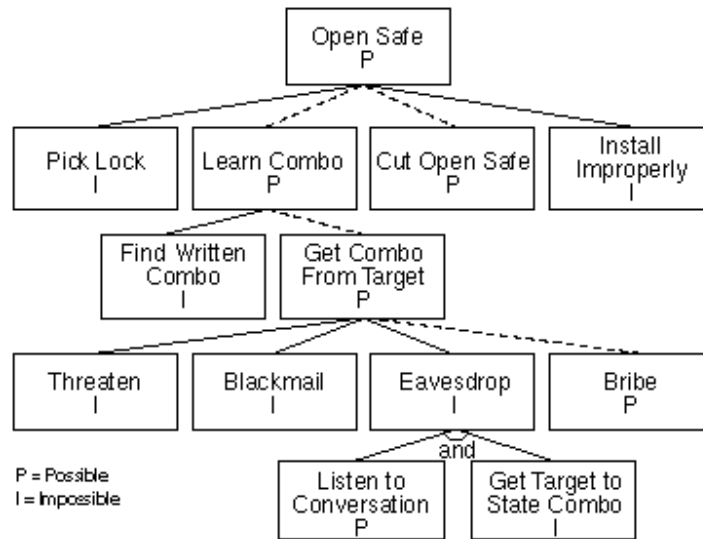 Open Safe
P
Pick Lock
I
Learn Combo
P
Cut Open Safe
P
Install
Improperly
I
Find Written
Combo
I
Get Combo
From Target
P
Threaten
I
Blackmail
I
Eavesdrop
I
Bribe
P
and
Listen to
Conversation
P
Get Target to
State Combo
I
P = Possible
I = Impossible